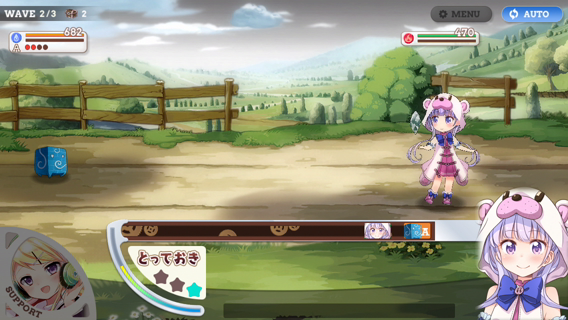 WAVE 2/3 2
MENU
AUTO
682
A
470
A
とっておき
SUPPORT